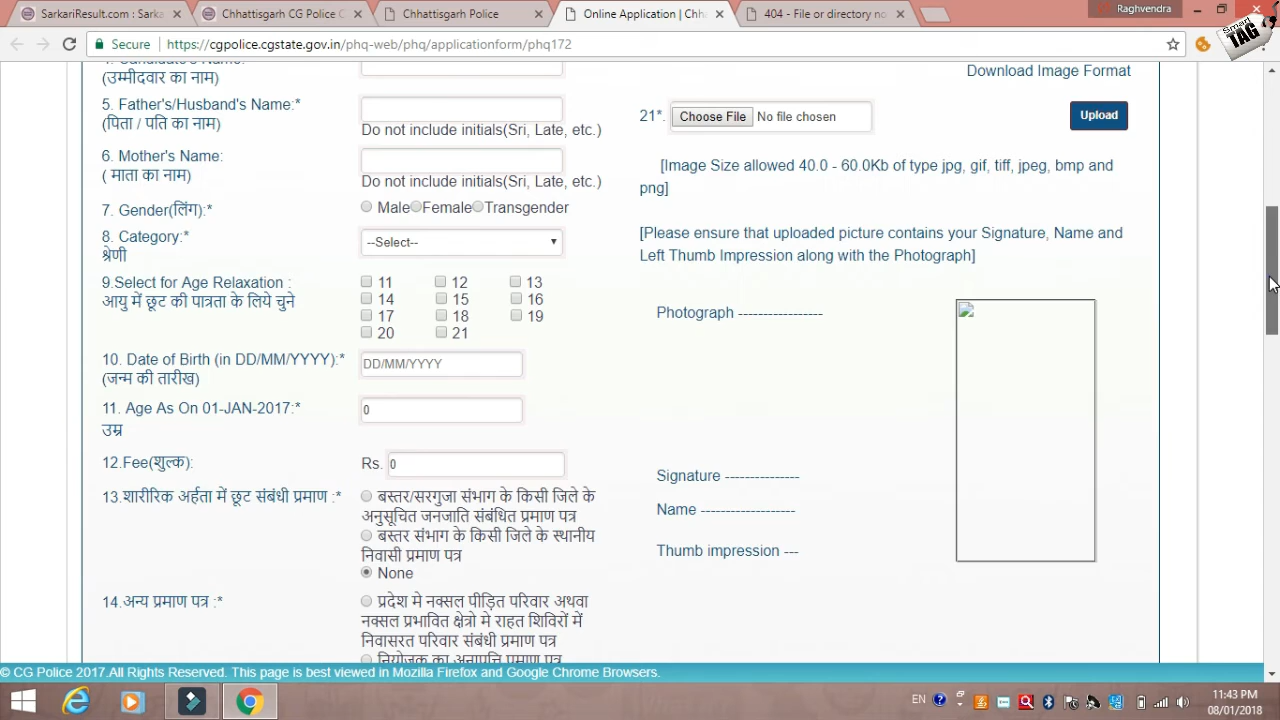 SarkariResult.com : Sarka
Chhattisgarh CG Police C
Chhattisgarh Police
Online Application | Chh
404 - File or directory no
Raghvendra
Smart TAG
Secure
https://cgpolice.cgstate.gov.in/phq-web/phq/applicationform/phq172
(उम्मीदवार का नाम)
Download Image Format
5. Father's/Husband's Name:*
(पिता / पति का नाम)
Do not include initials(Sri, Late, etc.)
21*.
Choose File No file chosen
Upload
6. Mother's Name:
( माता का नाम)
Do not include initials(Sri, Late, etc.)
[Image Size allowed 40.0 - 60.0Kb of type jpg, gif, tiff, jpeg, bmp and
png]
7. Gender(लिंग):*
Male Female Transgender
8. Category:*
श्रेणी
--Select--
[Please ensure that uploaded picture contains your Signature, Name and
Left Thumb Impression along with the Photograph]
9.Select for Age Relaxation :
आयु में छूट की पात्रता के लिये चुने
11 12 13
14 15 16
17 18 19
20 21
Photograph -----------------
10. Date of Birth (in DD/MM/YYYY):*
(जन्म की तारीख)
DD/MM/YYYY
11. Age As On 01-JAN-2017:*
उम्र
0
12.Fee(शुल्क):
Rs. 0
Signature ---------------
Name -------------------
Thumb impression ---
13.शारीरिक अर्हता में छूट संबंधी प्रमाण :*
बस्तर/सरगुजा संभाग के किसी जिले के
अनुसूचित जनजाति संबंधित प्रमाण पत्र
बस्तर संभाग के किसी जिले के स्थानीय
निवासी प्रमाण पत्र
None
14.अन्य प्रमाण पत्र :*
प्रदेश मे नक्सल पीड़ित परिवार अथवा
नक्सल प्रभावित क्षेत्रो मे राहत शिविरों में
निवासरत परिवार संबंधी प्रमाण पत्र
नियोजक का अनापत्ति प्रमाण पत्र
© CG Police 2017.All Rights Reserved. This page is best viewed in Mozilla Firefox and Google Chrome Browsers.
EN
11:43 PM
08/01/2018